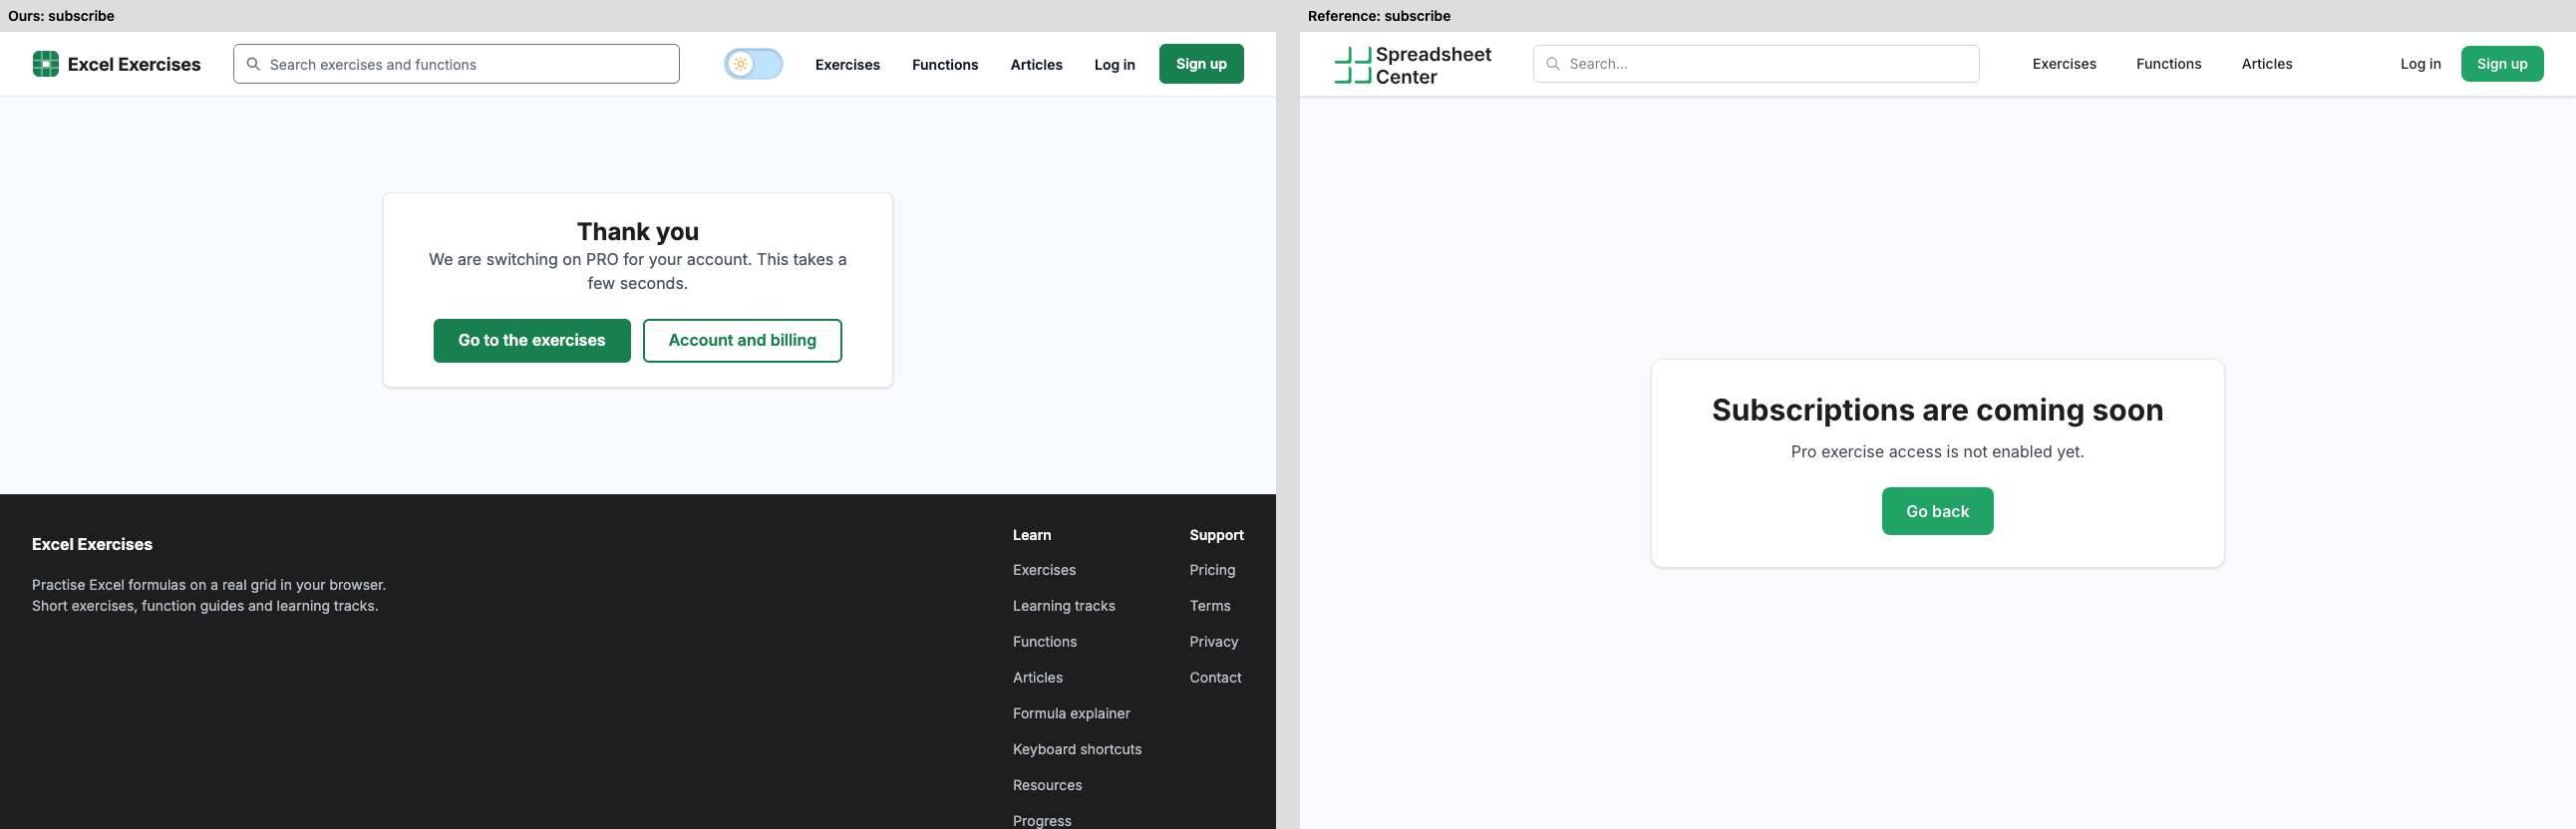 Ours: subscribe
Excel Exercises
Search exercises and functions
Exercises
Functions
Articles
Log in
Sign up
Thank you
We are switching on PRO for your account. This takes a
few seconds.
Go to the exercises
Account and billing
Excel Exercises
Practise Excel formulas on a real grid in your browser.
Short exercises, function guides and learning tracks.
Learn
Exercises
Learning tracks
Functions
Articles
Formula explainer
Keyboard shortcuts
Resources
Progress
Support
Pricing
Terms
Privacy
Contact
Reference: subscribe
Spreadsheet
Center
Search...
Exercises
Functions
Articles
Log in
Sign up
Subscriptions are coming soon
Pro exercise access is not enabled yet.
Go back